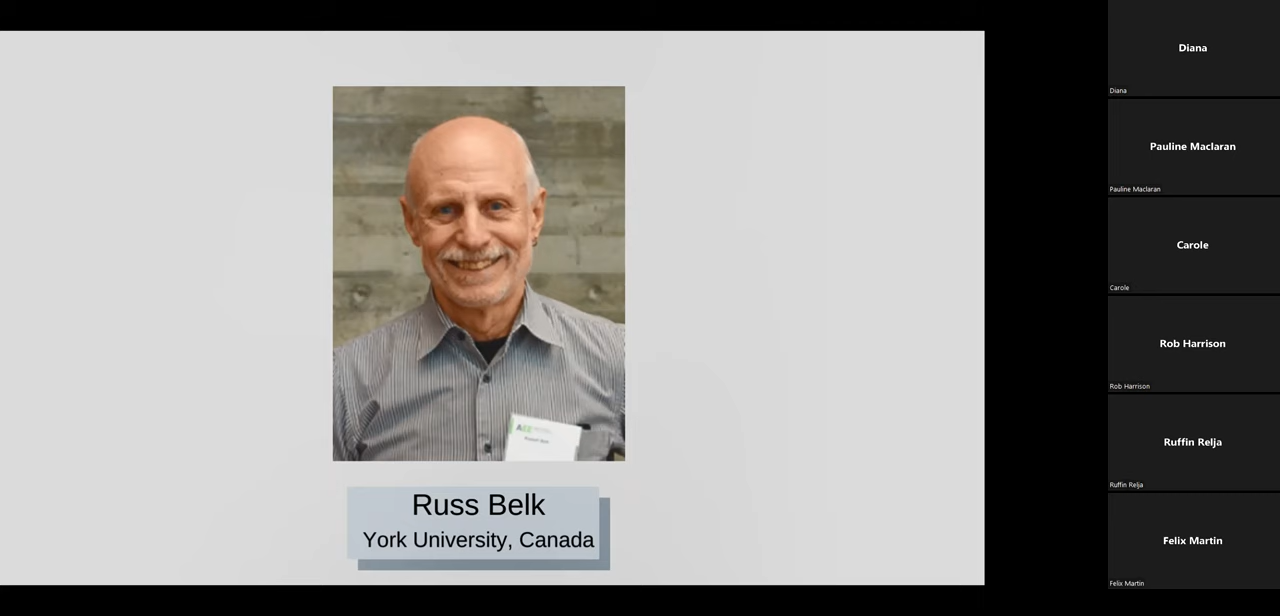 Russ Belk
York University, Canada
Diana
Diana
Pauline Maclaran
Pauline Maclaran
Carole
Carole
Rob Harrison
Rob Harrison
Ruffin Relja
Ruffin Relja
Felix Martin
Felix Martin